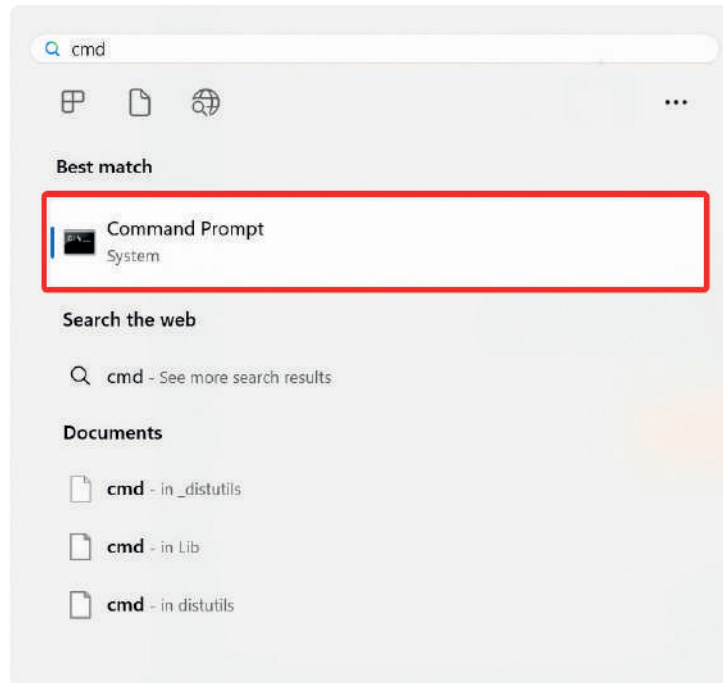 cmd
Best match
Command Prompt
System
Search the web
cmd - See more search results
Documents
cmd - in _distutils
cmd - in Lib
cmd - in distutils